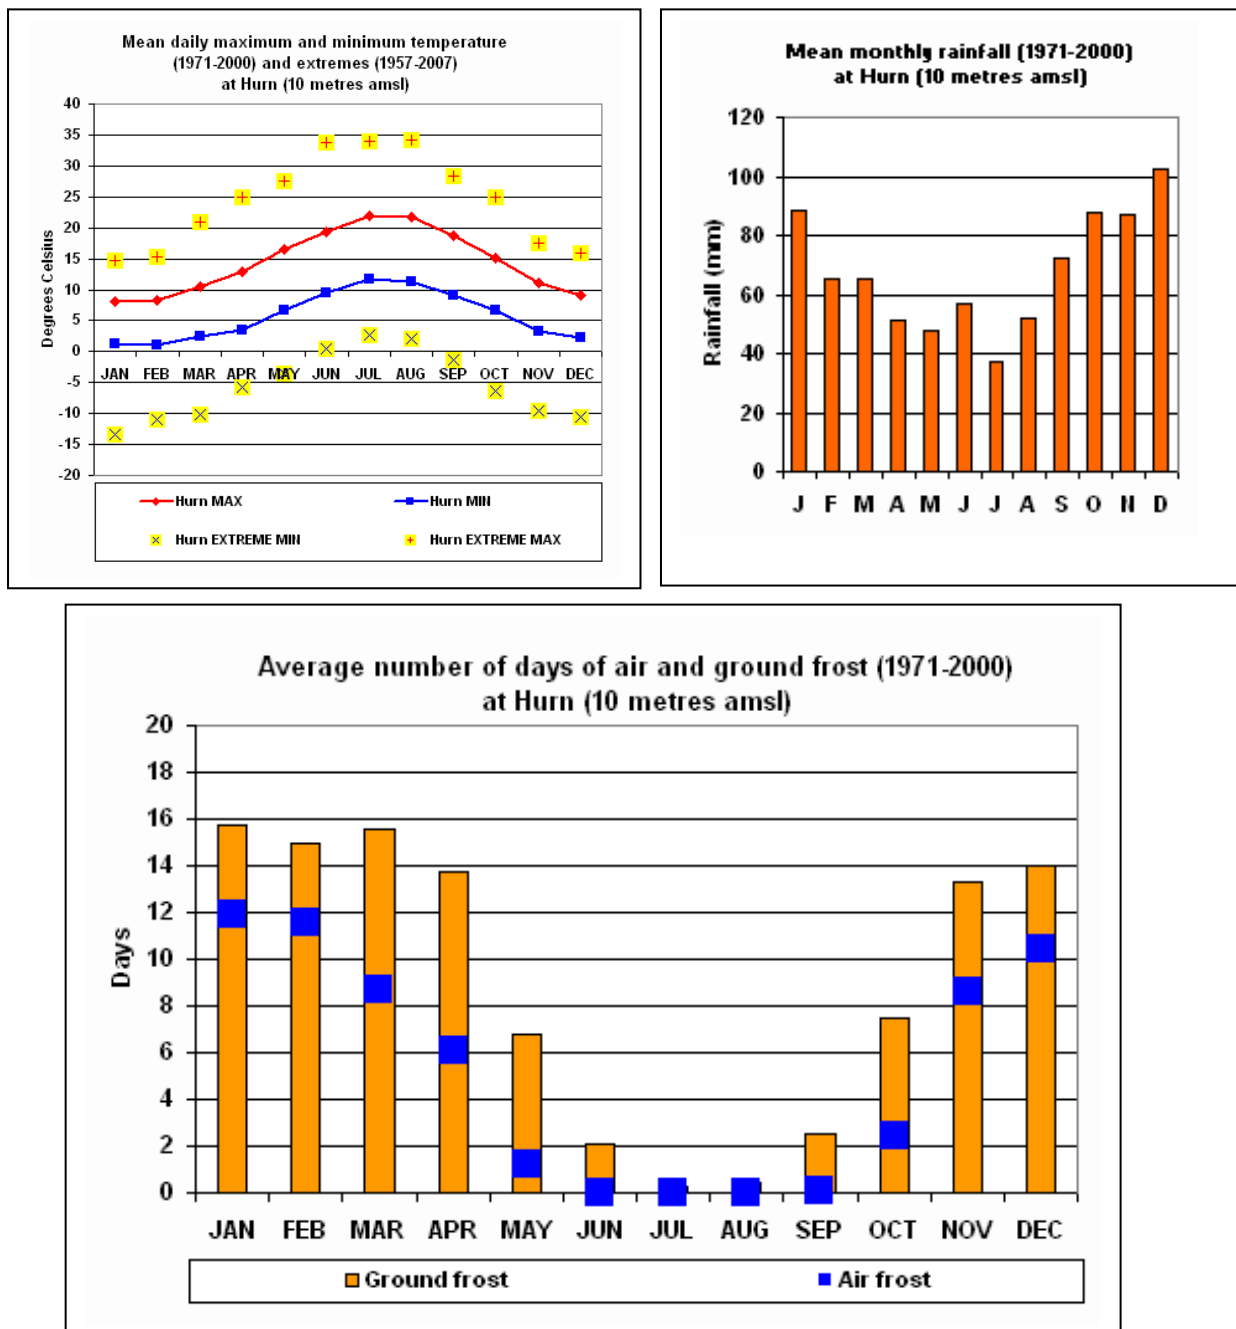 Mean daily maximum and minimum temperature
(1971-2000) and extremes (1957-2007)
at Hurn (10 metres amsl)
Degrees Celsius
40
35
30
25
20
15
10
5
0
-5
-10
-15
-20
JAN FEB MAR APR MAY JUN JUL AUG SEP OCT NOV DEC
Hurn MAX Hurn MIN
Hurn EXTREME MIN Hurn EXTREME MAX
Mean monthly rainfall (1971-2000)
at Hurn (10 metres amsl)
Rainfall (mm)
120
100
80
60
40
20
0
J F M A M J J A S O N D
Average number of days of air and ground frost (1971-2000)
at Hurn (10 metres amsl)
Days
20
18
16
14
12
10
8
6
4
2
0
JAN FEB MAR APR MAY JUN JUL AUG SEP OCT NOV DEC
Ground frost Air frost